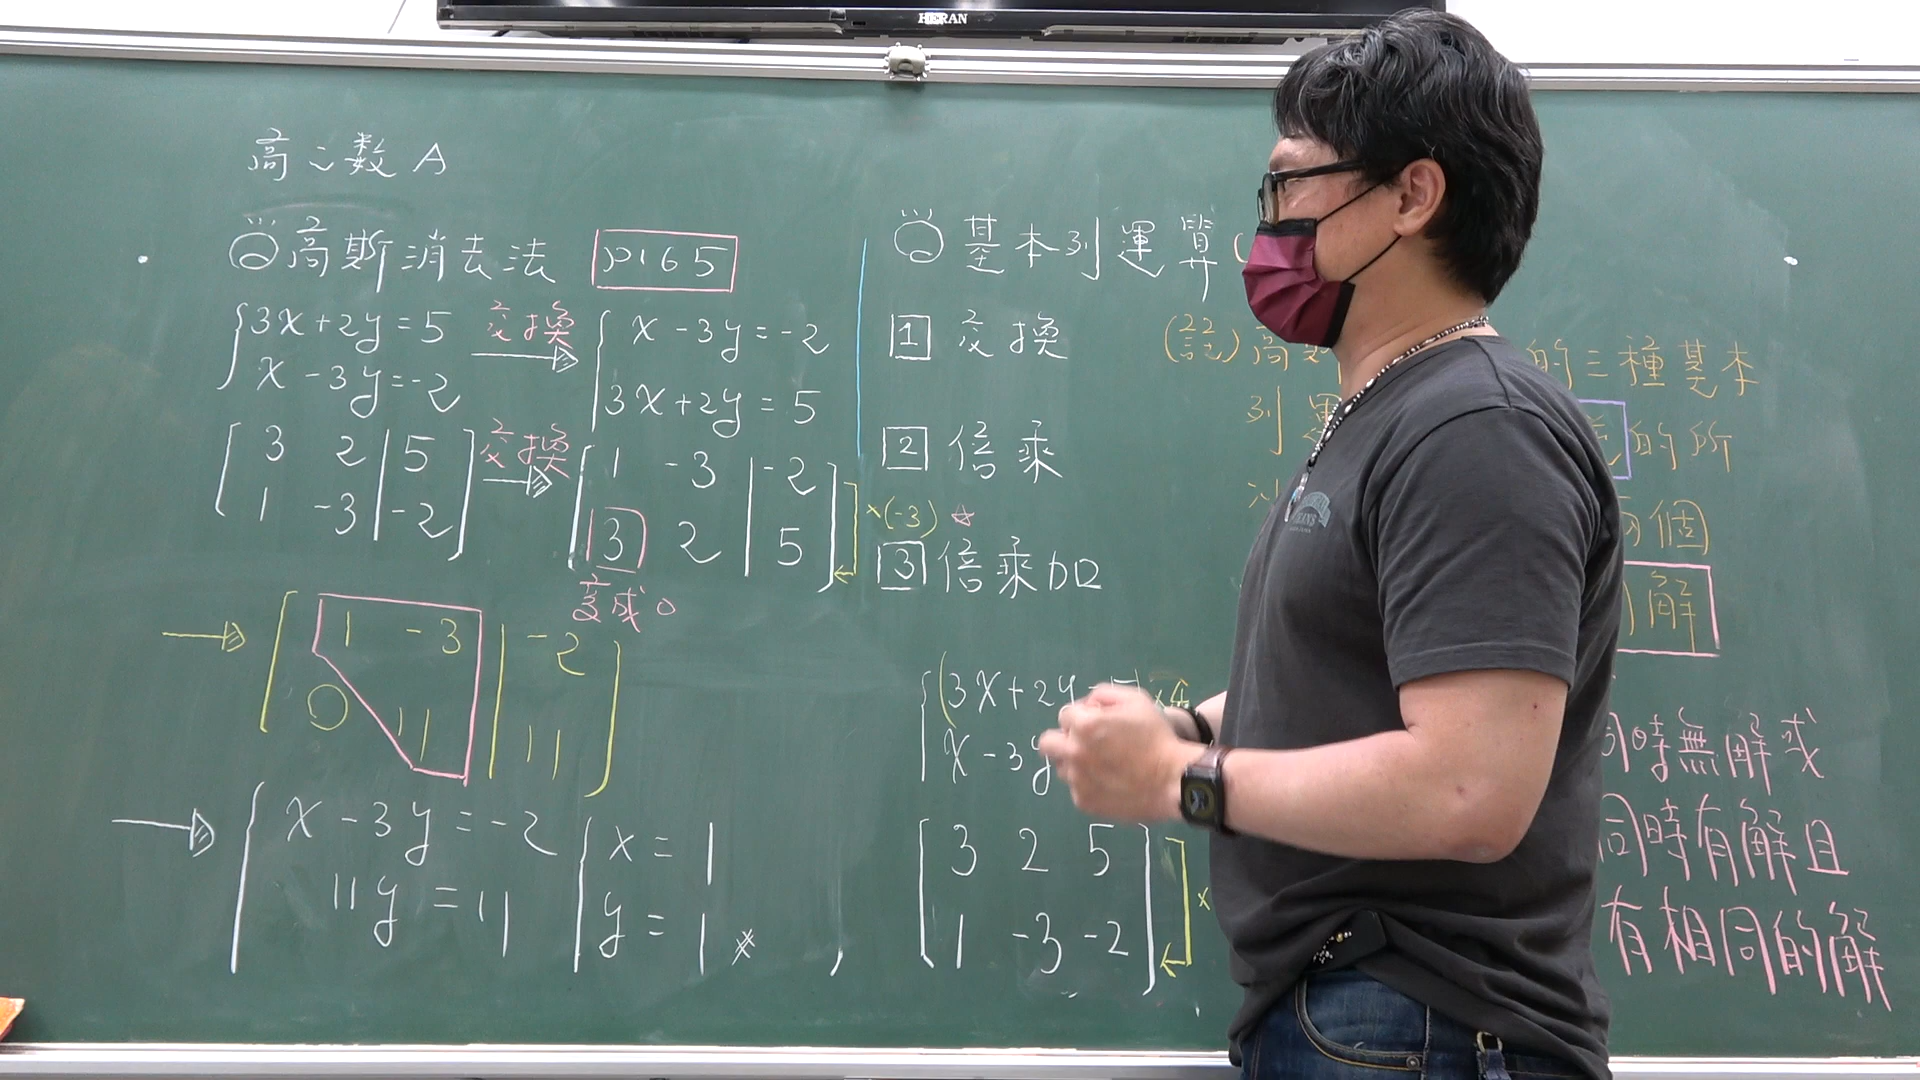 HERAN
高二數A
高斯消去法 P165
3x+2y=5
x-3y=-2
交換
x-3y=-2
3x+2y=5
3 2 | 5
1 -3 | -2
交換
1 -3 | -2
3 2 | 5
×(-3)
變成0
1 -3 | -2
0 11 | 11
x-3y=-2
11y=11
x=1
y=1
基本列運算
1 交換
2 倍乘
3 倍乘加
(3x+2y
x-3y
3 2 5
1 -3 -2
×
(註)高
的三種基本
列
的所
兩個
解
同時無解或
同時有解且
有相同的解